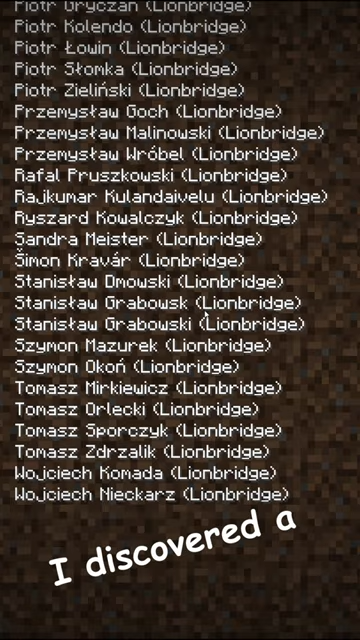 Piotr Gryczan (Lionbridge)
Piotr Kolendo (Lionbridge)
Piotr Łowin (Lionbridge)
Piotr Słomka (Lionbridge)
Piotr Zieliński (Lionbridge)
Przemysław Goch (Lionbridge)
Przemysław Malinowski (Lionbridge)
Przemysław Wróbel (Lionbridge)
Rafał Pruszkowski (Lionbridge)
Rajkumar Kulandaivelu (Lionbridge)
Ryszard Kowalczyk (Lionbridge)
Sandra Meister (Lionbridge)
Šimon Kravár (Lionbridge)
Stanisław Dmowski (Lionbridge)
Stanisław Grabowsk (Lionbridge)
Stanisław Grabowski (Lionbridge)
Szymon Mazurek (Lionbridge)
Szymon Okoń (Lionbridge)
Tomasz Mirkiewicz (Lionbridge)
Tomasz Orlecki (Lionbridge)
Tomasz Sporczyk (Lionbridge)
Tomasz Zdrzalik (Lionbridge)
Wojciech Komada (Lionbridge)
Wojciech Nieckarz (Lionbridge)
I discovered a